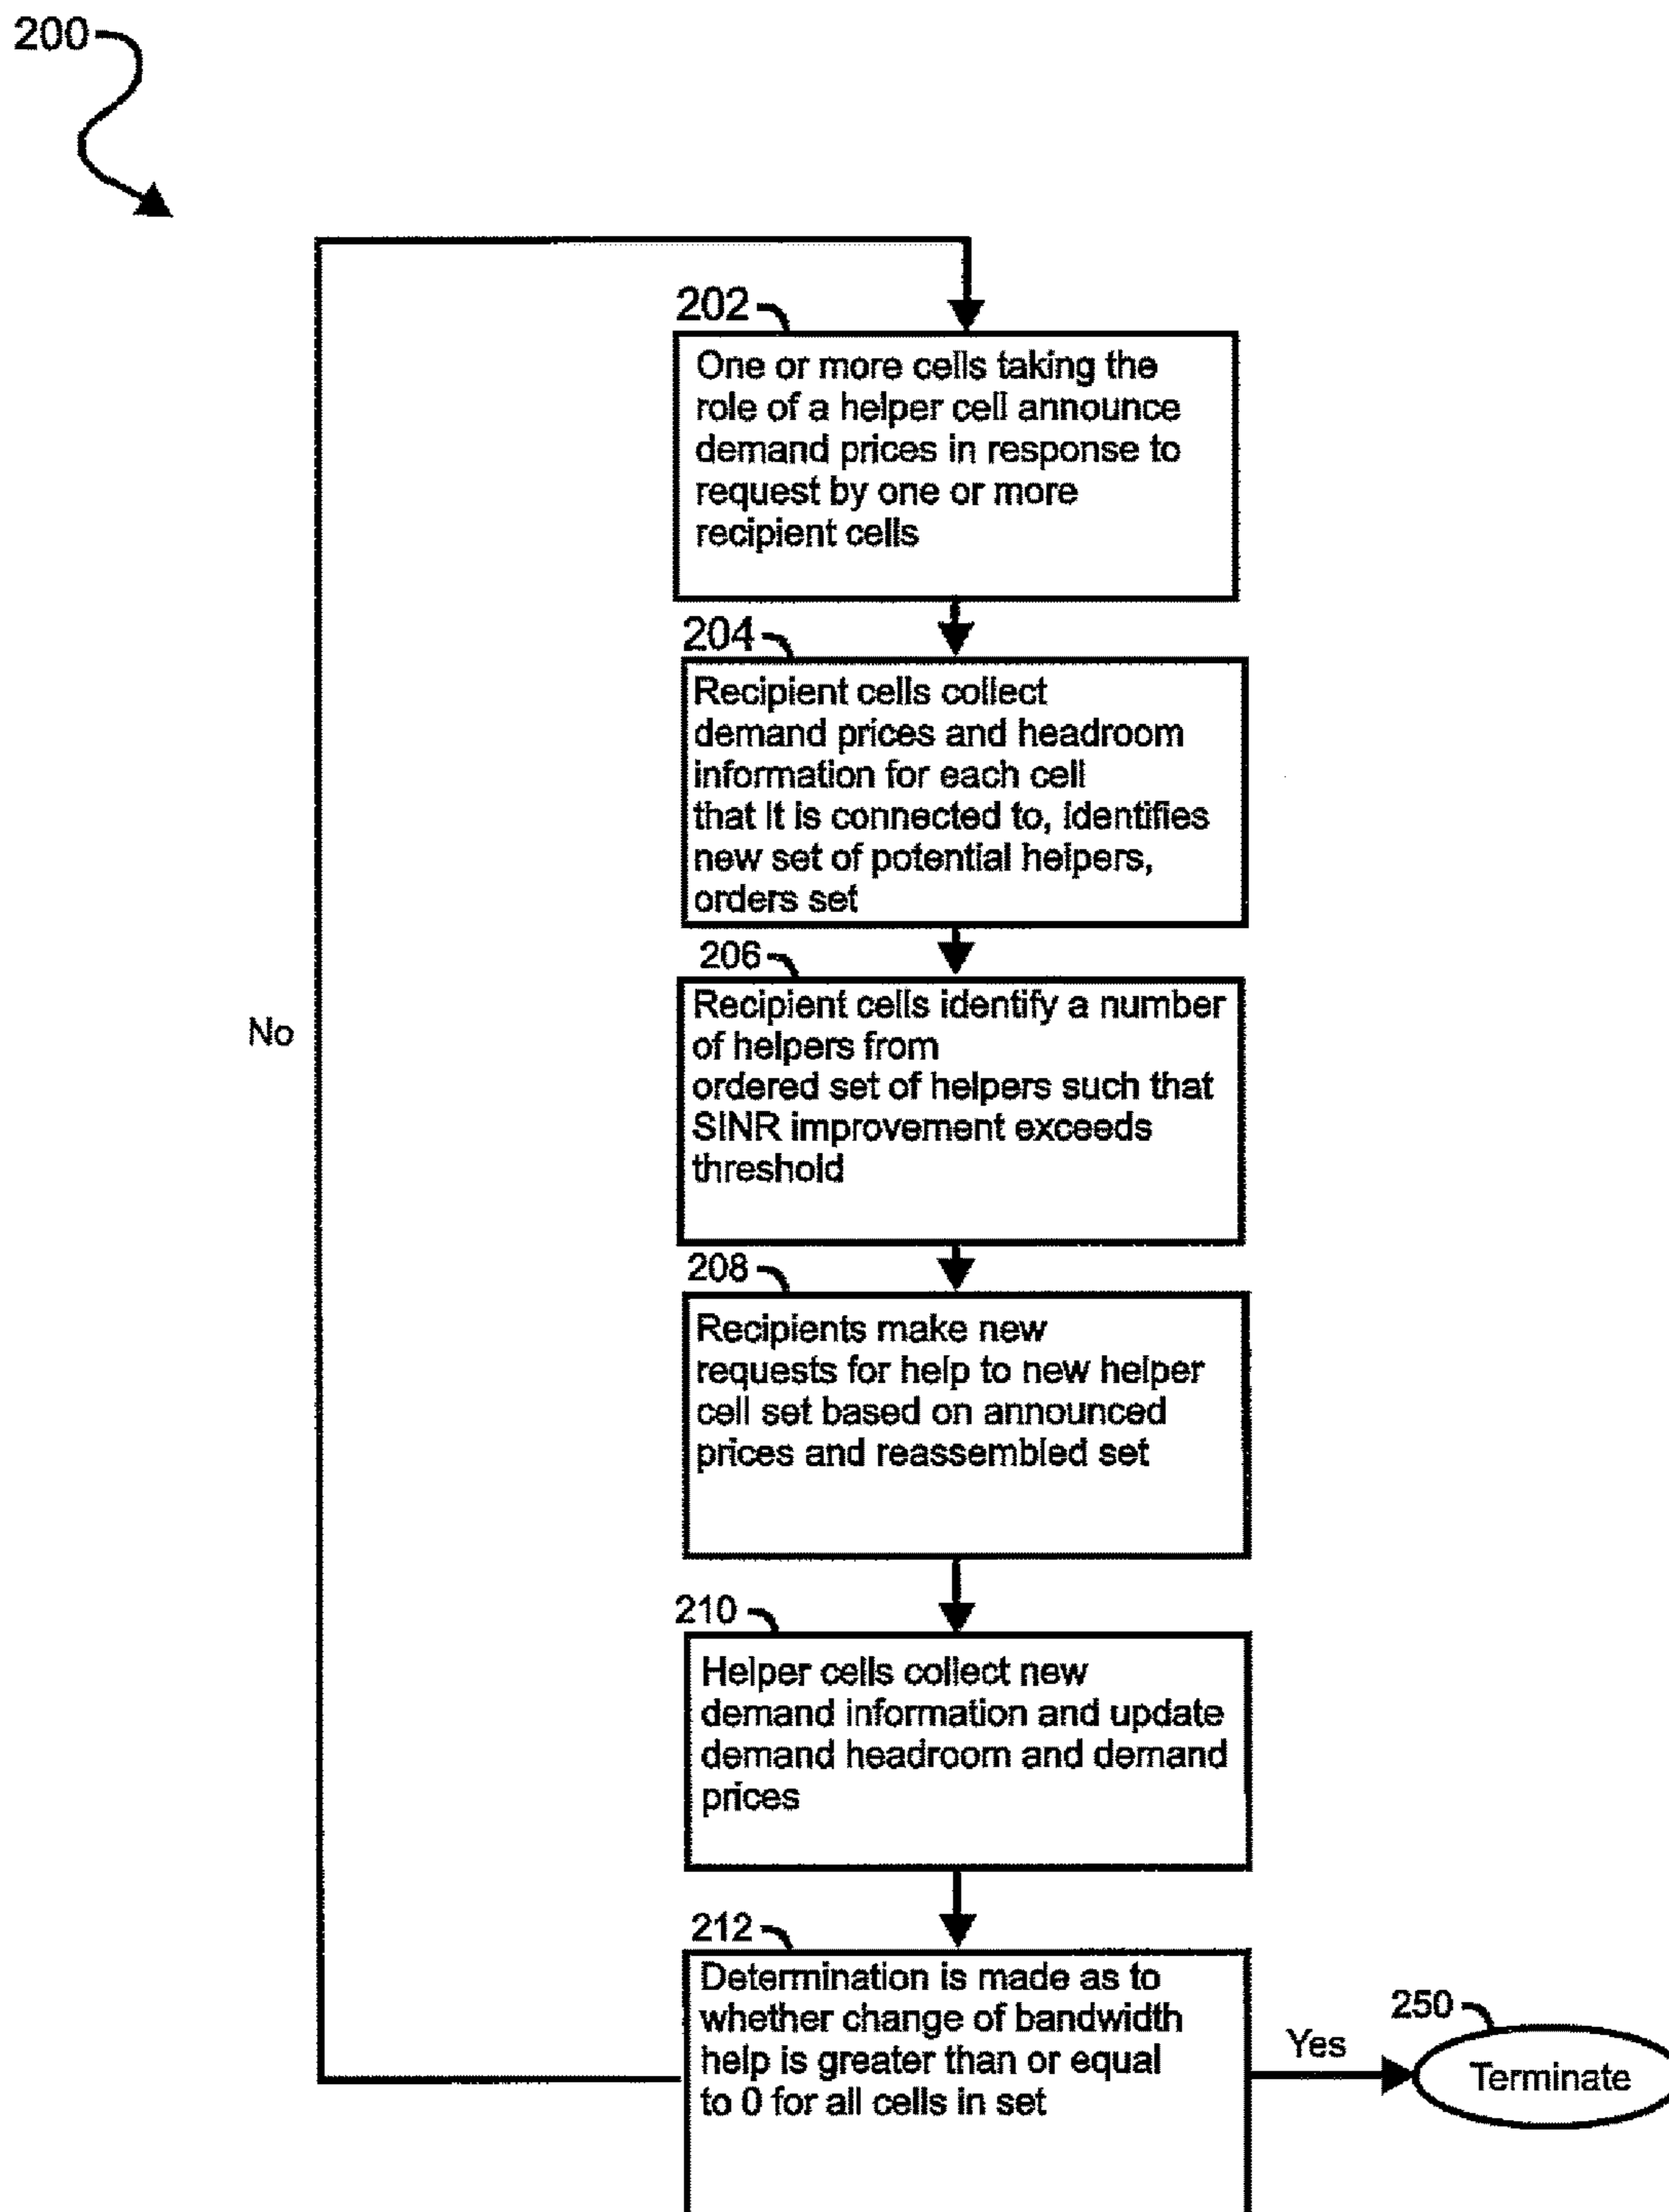 200
202
One or more cells taking the
role of a helper cell announce
demand prices in response to
request by one or more
recipient cells
204
Recipient cells collect
demand prices and headroom
information for each cell
that it is connected to, identifies
new set of potential helpers,
orders set
206
Recipient cells identify a number
of helpers from
ordered set of helpers such that
SINR improvement exceeds
threshold
No
208
Recipients make new
requests for help to new helper
cell set based on announced
prices and reassembled set
210
Helper cells collect new
demand information and update
demand headroom and demand
prices
212
Determination is made as to
whether change of bandwidth
help is greater than or equal
to 0 for all cells in set
Yes
250
Terminate